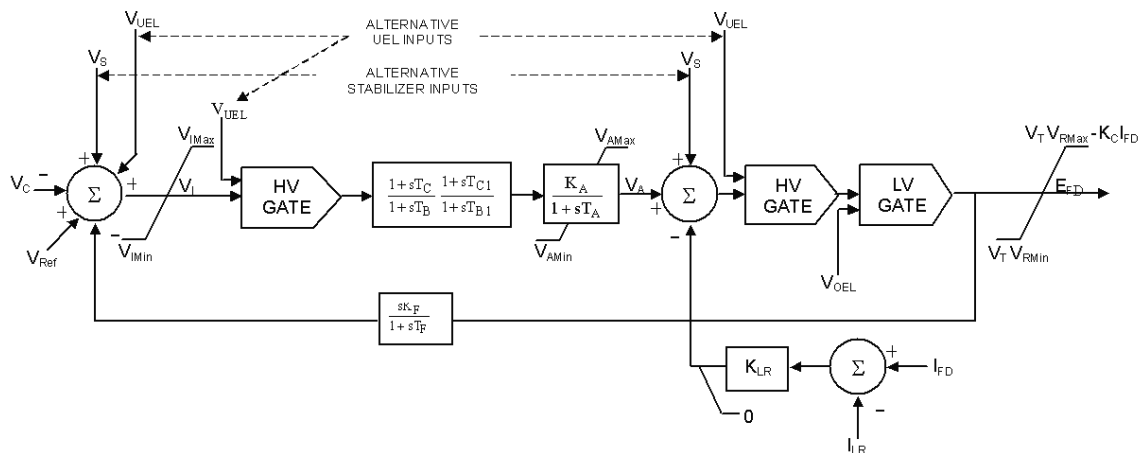 V_UEL
ALTERNATIVE
UEL INPUTS
V_UEL
V_S
ALTERNATIVE
STABILIZER INPUTS
V_S
V_UEL
V_IMax
V_AMax
V_T V_RMax - K_C I_FD
+
+
+
V_C
-
Σ
+
V_I
HV
GATE
1+sT_C
1+sT_B
1+sT_C1
1+sT_B1
K_A
1+sT_A
V_A
+
Σ
HV
GATE
LV
GATE
E_FD
+
-
-
V_Ref
V_IMin
V_AMin
V_OEL
V_T V_RMin
sK_F
1+sT_F
K_LR
Σ
+
I_FD
0
-
I_LR